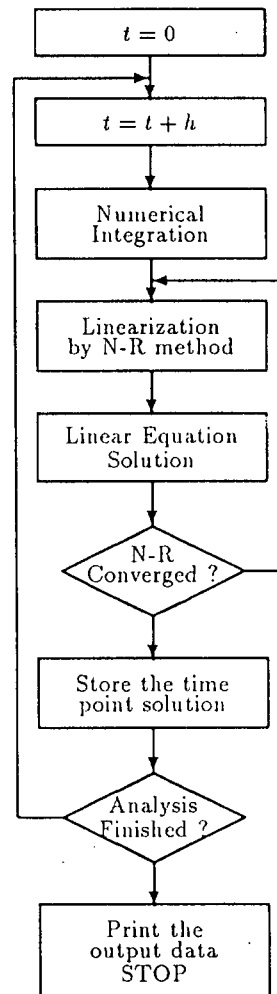 t = 0
t = t + h
Numerical
Integration
Linearization
by N-R method
Linear Equation
Solution
N-R
Converged ?
Store the time
point solution
Analysis
Finished ?
Print the
output data
STOP